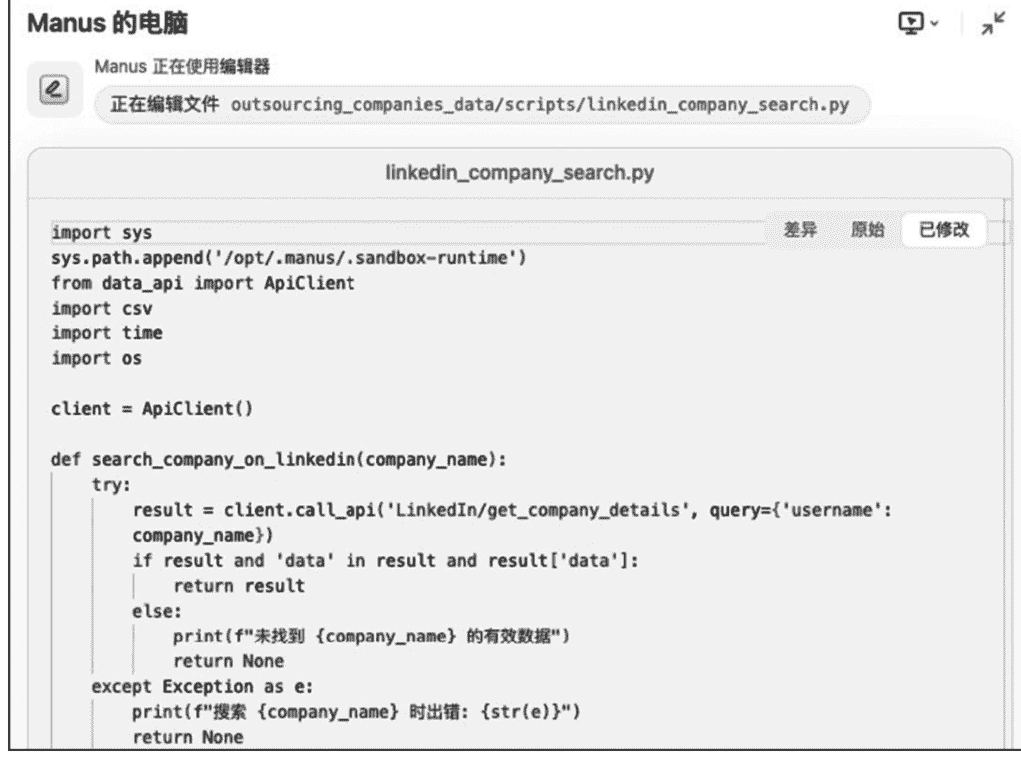 Manus 的电脑
Manus 正在使用编辑器
正在编辑文件 outsourcing_companies_data/scripts/linkedin_company_search.py
linkedin_company_search.py
差异 原始 已修改
import sys
sys.path.append('/opt/.manus/.sandbox-runtime')
from data_api import ApiClient
import csv
import time
import os
client = ApiClient()
def search_company_on_linkedin(company_name):
    try:
        result = client.call_api('LinkedIn/get_company_details', query={'username':
        company_name})
        if result and 'data' in result and result['data']:
            return result
        else:
            print(f"未找到 {company_name} 的有效数据")
            return None
    except Exception as e:
        print(f"搜索 {company_name} 时出错: {str(e)}")
        return None